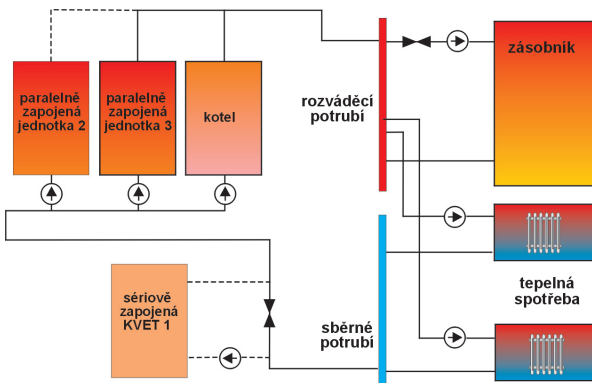 paralelně
zapojená
jednotka 2
paralelně
zapojená
jednotka 3
kotel
rozváděcí
potrubí
zásobník
sériově
zapojená
KVET 1
sběrné
potrubí
tepelná
spotřeba